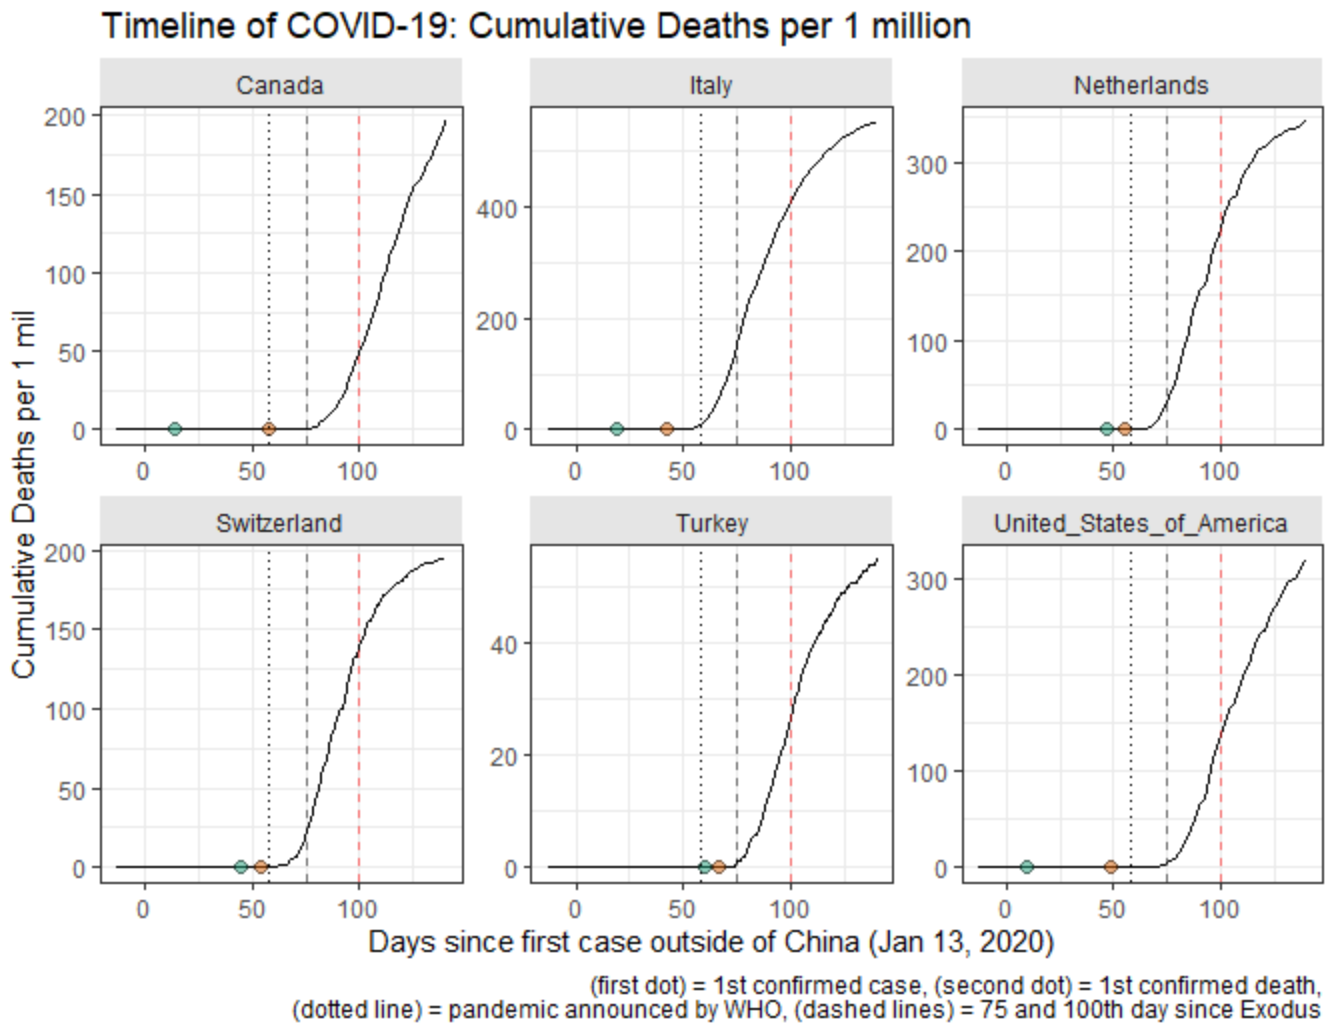 Timeline of COVID-19: Cumulative Deaths per 1 million
Canada
Italy
Netherlands
200
150
100
50
0
400
200
0
300
200
100
0
0 50 100
0 50 100
0 50 100
Cumulative Deaths per 1 mil
Switzerland
Turkey
United_States_of_America
200
150
100
50
0
40
20
0
300
200
100
0
0 50 100
0 50 100
0 50 100
Days since first case outside of China (Jan 13, 2020)
(first dot) = 1st confirmed case, (second dot) = 1st confirmed death,
(dotted line) = pandemic announced by WHO, (dashed lines) = 75 and 100th day since Exodus